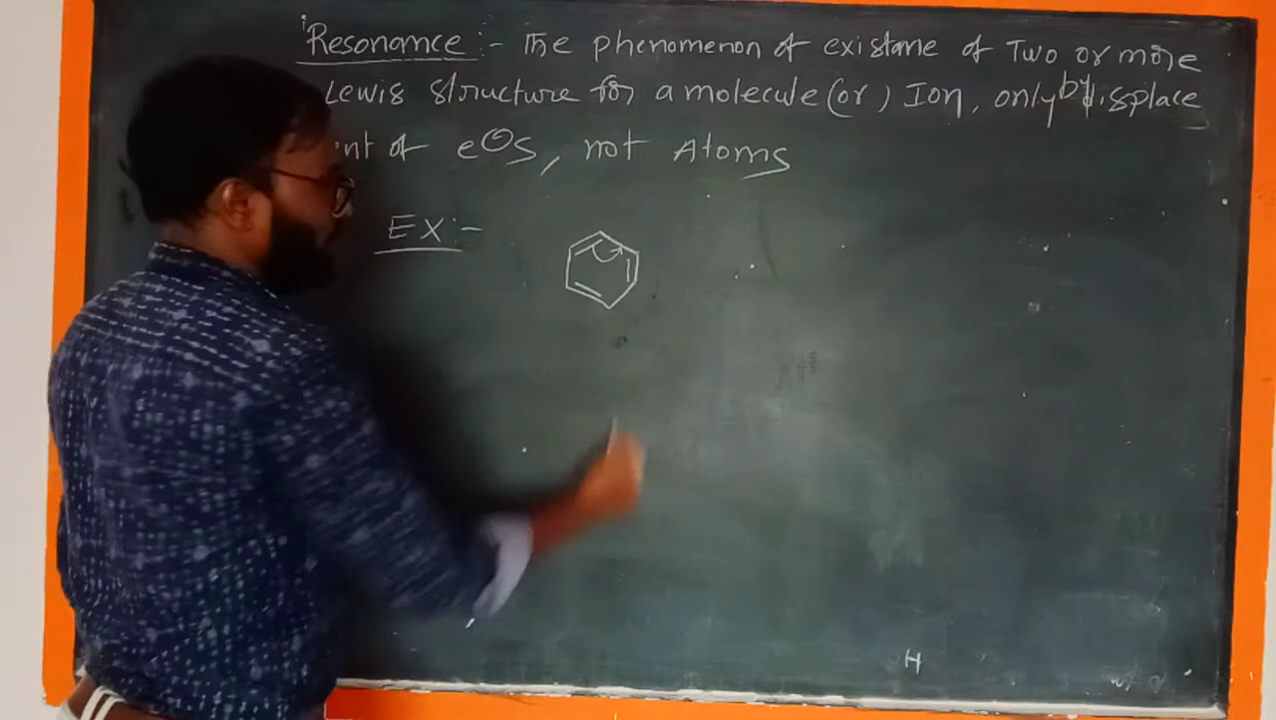 Resonance :- The phenomenon of existane of Two or more
Lewis structure for a molecule (or) Ion, only by displace
nt of e⊖s, not Atoms
EX:-
H